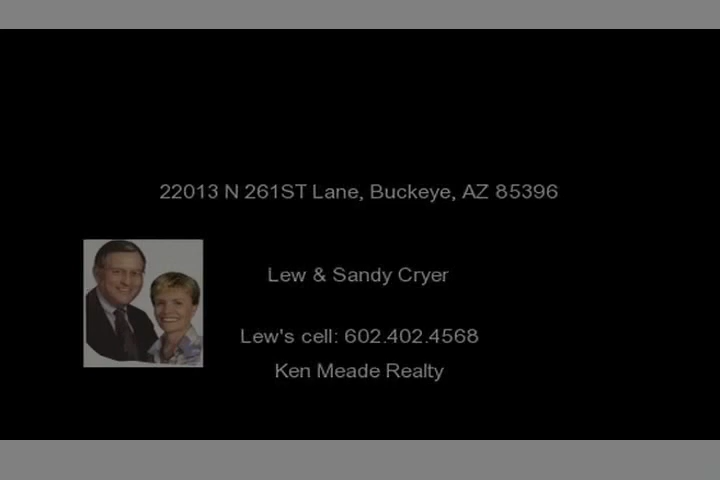 22013 N 261ST Lane, Buckeye, AZ 85396
Lew & Sandy Cryer
Lew's cell: 602.402.4568
Ken Meade Realty